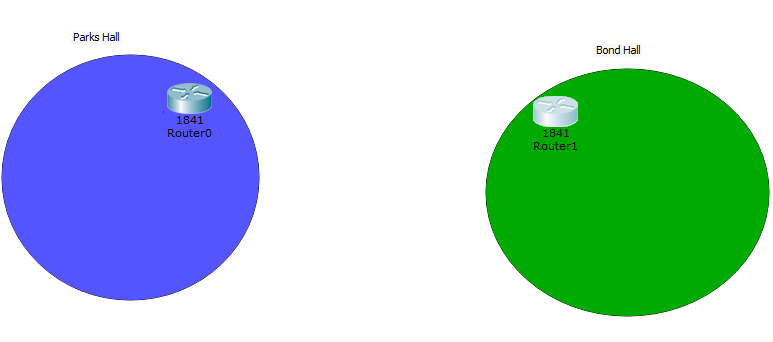 Parks Hall
Bond Hall
1841
Router0
1841
Router1